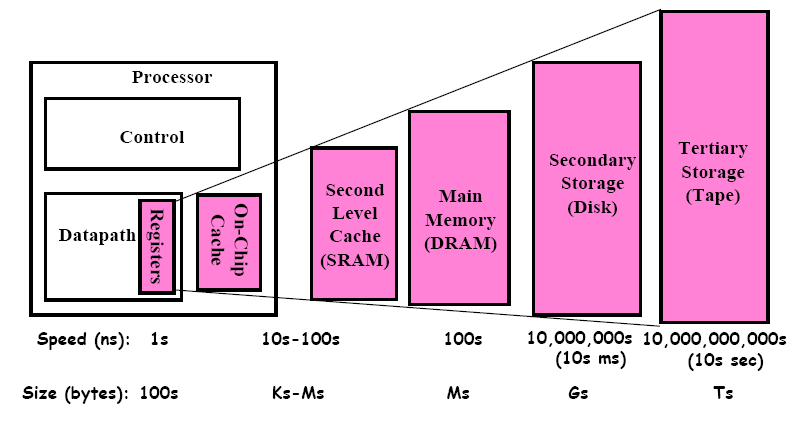 Processor
Control
Datapath
Registers
On-Chip
Cache
Second
Level
Cache
(SRAM)
Main
Memory
(DRAM)
Secondary
Storage
(Disk)
Tertiary
Storage
(Tape)
Speed (ns): 1s 10s-100s 100s 10,000,000s 10,000,000,000s
(10s ms) (10s sec)
Size (bytes): 100s Ks-Ms Ms Gs Ts